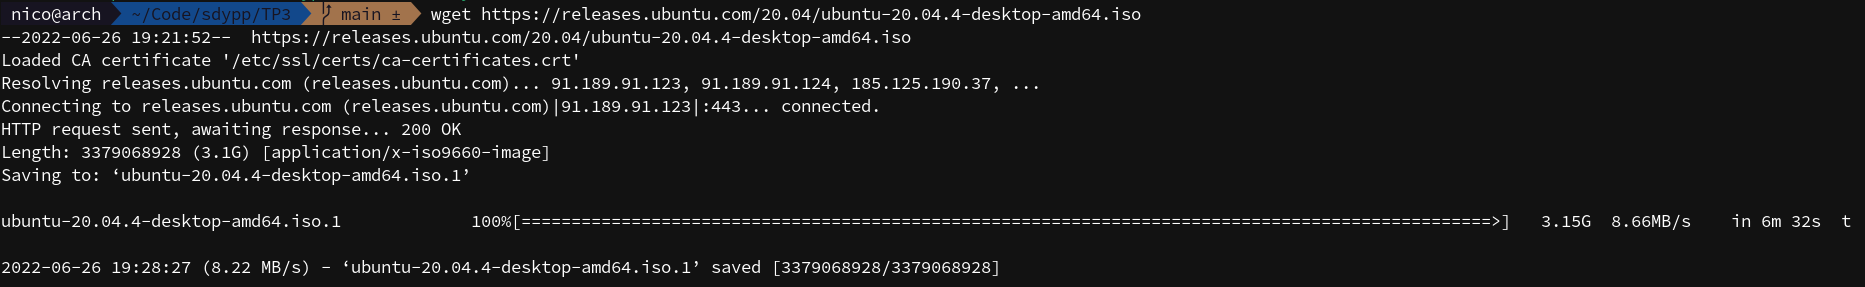 nico@arch ~/Code/sdypp/TP3 main ± wget https://releases.ubuntu.com/20.04/ubuntu-20.04.4-desktop-amd64.iso
--2022-06-26 19:21:52--  https://releases.ubuntu.com/20.04/ubuntu-20.04.4-desktop-amd64.iso
Loaded CA certificate '/etc/ssl/certs/ca-certificates.crt'
Resolving releases.ubuntu.com (releases.ubuntu.com)... 91.189.91.123, 91.189.91.124, 185.125.190.37, ...
Connecting to releases.ubuntu.com (releases.ubuntu.com)|91.189.91.123|:443... connected.
HTTP request sent, awaiting response... 200 OK
Length: 3379068928 (3.1G) [application/x-iso9660-image]
Saving to: ‘ubuntu-20.04.4-desktop-amd64.iso.1’
ubuntu-20.04.4-desktop-amd64.iso.1 100%[=================================================================================================>] 3.15G 8.66MB/s in 6m 32s t
2022-06-26 19:28:27 (8.22 MB/s) - ‘ubuntu-20.04.4-desktop-amd64.iso.1’ saved [3379068928/3379068928]